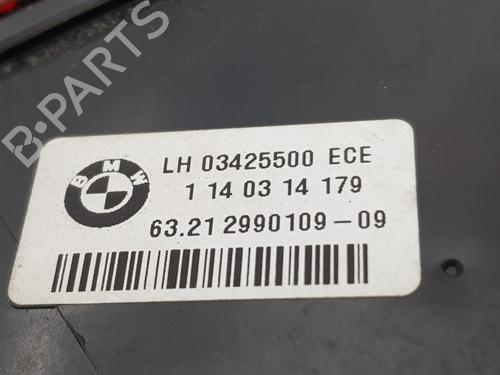 B-PARTS
BMW
LH 03425500 ECE
1 14 03 14 179
63.21 2990109-09